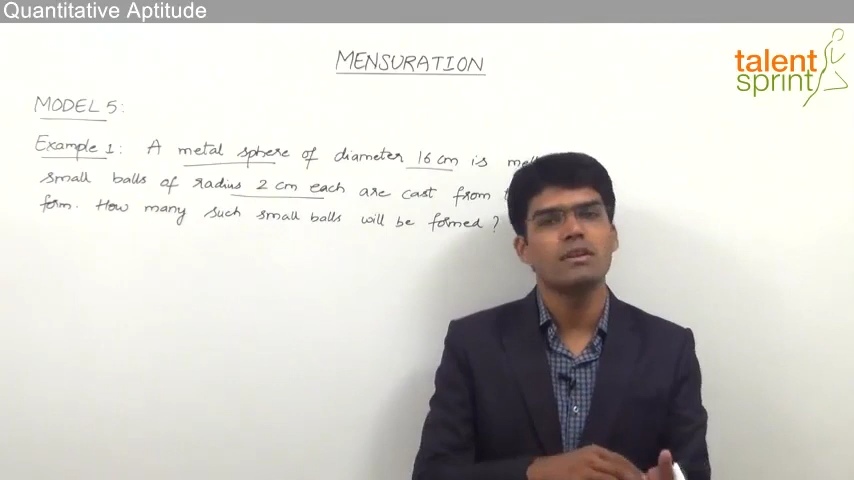 Quantitative Aptitude
talent
sprint
MENSURATION
MODEL 5:
Example 1: A metal sphere of diameter 16 cm is
small balls of radius 2 cm each are cast from
form. How many such small balls will be formed?